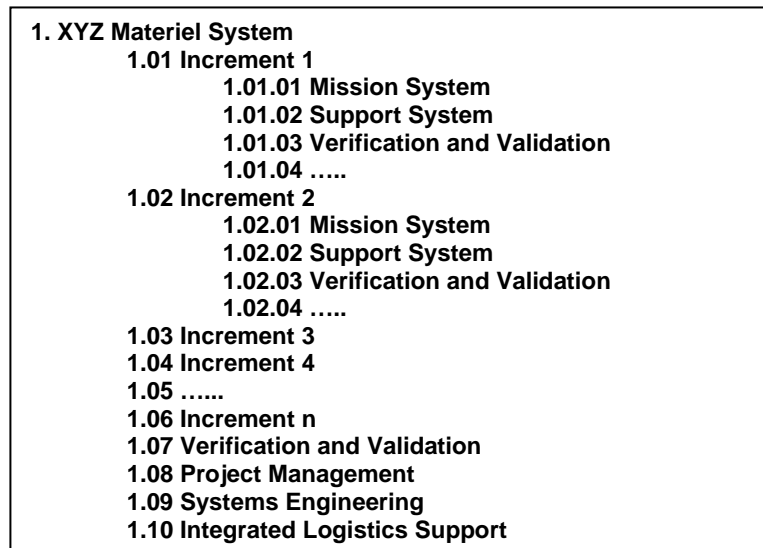 1. XYZ Materiel System
1.01 Increment 1
1.01.01 Mission System
1.01.02 Support System
1.01.03 Verification and Validation
1.01.04 …..
1.02 Increment 2
1.02.01 Mission System
1.02.02 Support System
1.02.03 Verification and Validation
1.02.04 …..
1.03 Increment 3
1.04 Increment 4
1.05 …...
1.06 Increment n
1.07 Verification and Validation
1.08 Project Management
1.09 Systems Engineering
1.10 Integrated Logistics Support